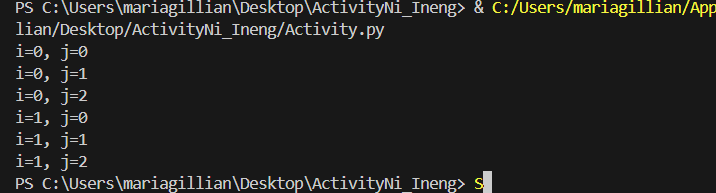 PS C:\Users\mariagillian\Desktop\ActivityNi_Ineng> & C:/Users/mariagillian/App
lian/Desktop/ActivityNi_Ineng/Activity.py
i=0, j=0
i=0, j=1
i=0, j=2
i=1, j=0
i=1, j=1
i=1, j=2
PS C:\Users\mariagillian\Desktop\ActivityNi_Ineng> S